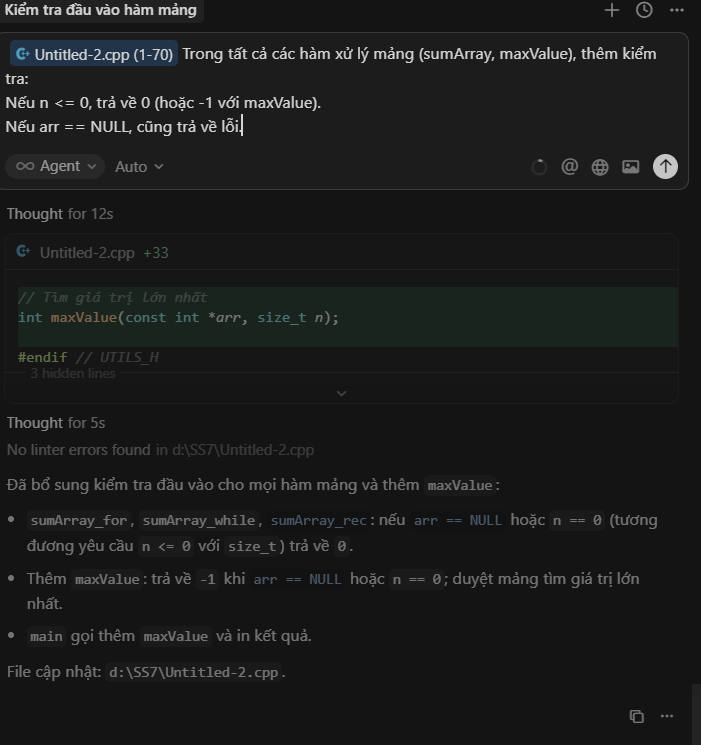 Kiểm tra đầu vào hàm mảng
Untitled-2.cpp (1-70) Trong tất cả các hàm xử lý mảng (sumArray, maxValue), thêm kiểm
tra:
Nếu n <= 0, trả về 0 (hoặc -1 với maxValue).
Nếu arr == NULL, cũng trả về lỗi.
Agent Auto @
Thought for 12s
Untitled-2.cpp +33
// Tìm giá trị lớn nhất
int maxValue(const int *arr, size_t n);
#endif // UTILS_H
3 hidden lines
Thought for 5s
No linter errors found in d:\SS7\Untitled-2.cpp
Đã bổ sung kiểm tra đầu vào cho mọi hàm mảng và thêm maxValue:
• sumArray_for, sumArray_while, sumArray_rec: nếu arr == NULL hoặc n == 0 (tương
đương yêu cầu n <= 0 với size_t) trả về 0.
• Thêm maxValue: trả về -1 khi arr == NULL hoặc n == 0; duyệt mảng tìm giá trị lớn
nhất.
• main gọi thêm maxValue và in kết quả.
File cập nhật: d:\SS7\Untitled-2.cpp.